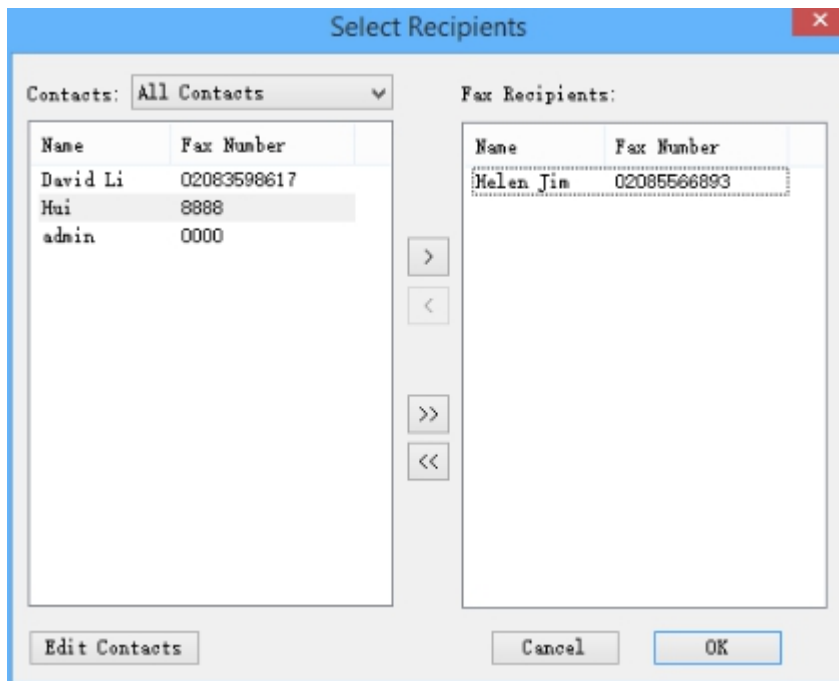 Select Recipients
Contacts: All Contacts
Name Fax Number
David Li 02083598617
Hui 8888
admin 0000
Fax Recipients:
Name Fax Number
Helen Jim 02085566893
>
<
>>
<<
Edit Contacts
Cancel
OK